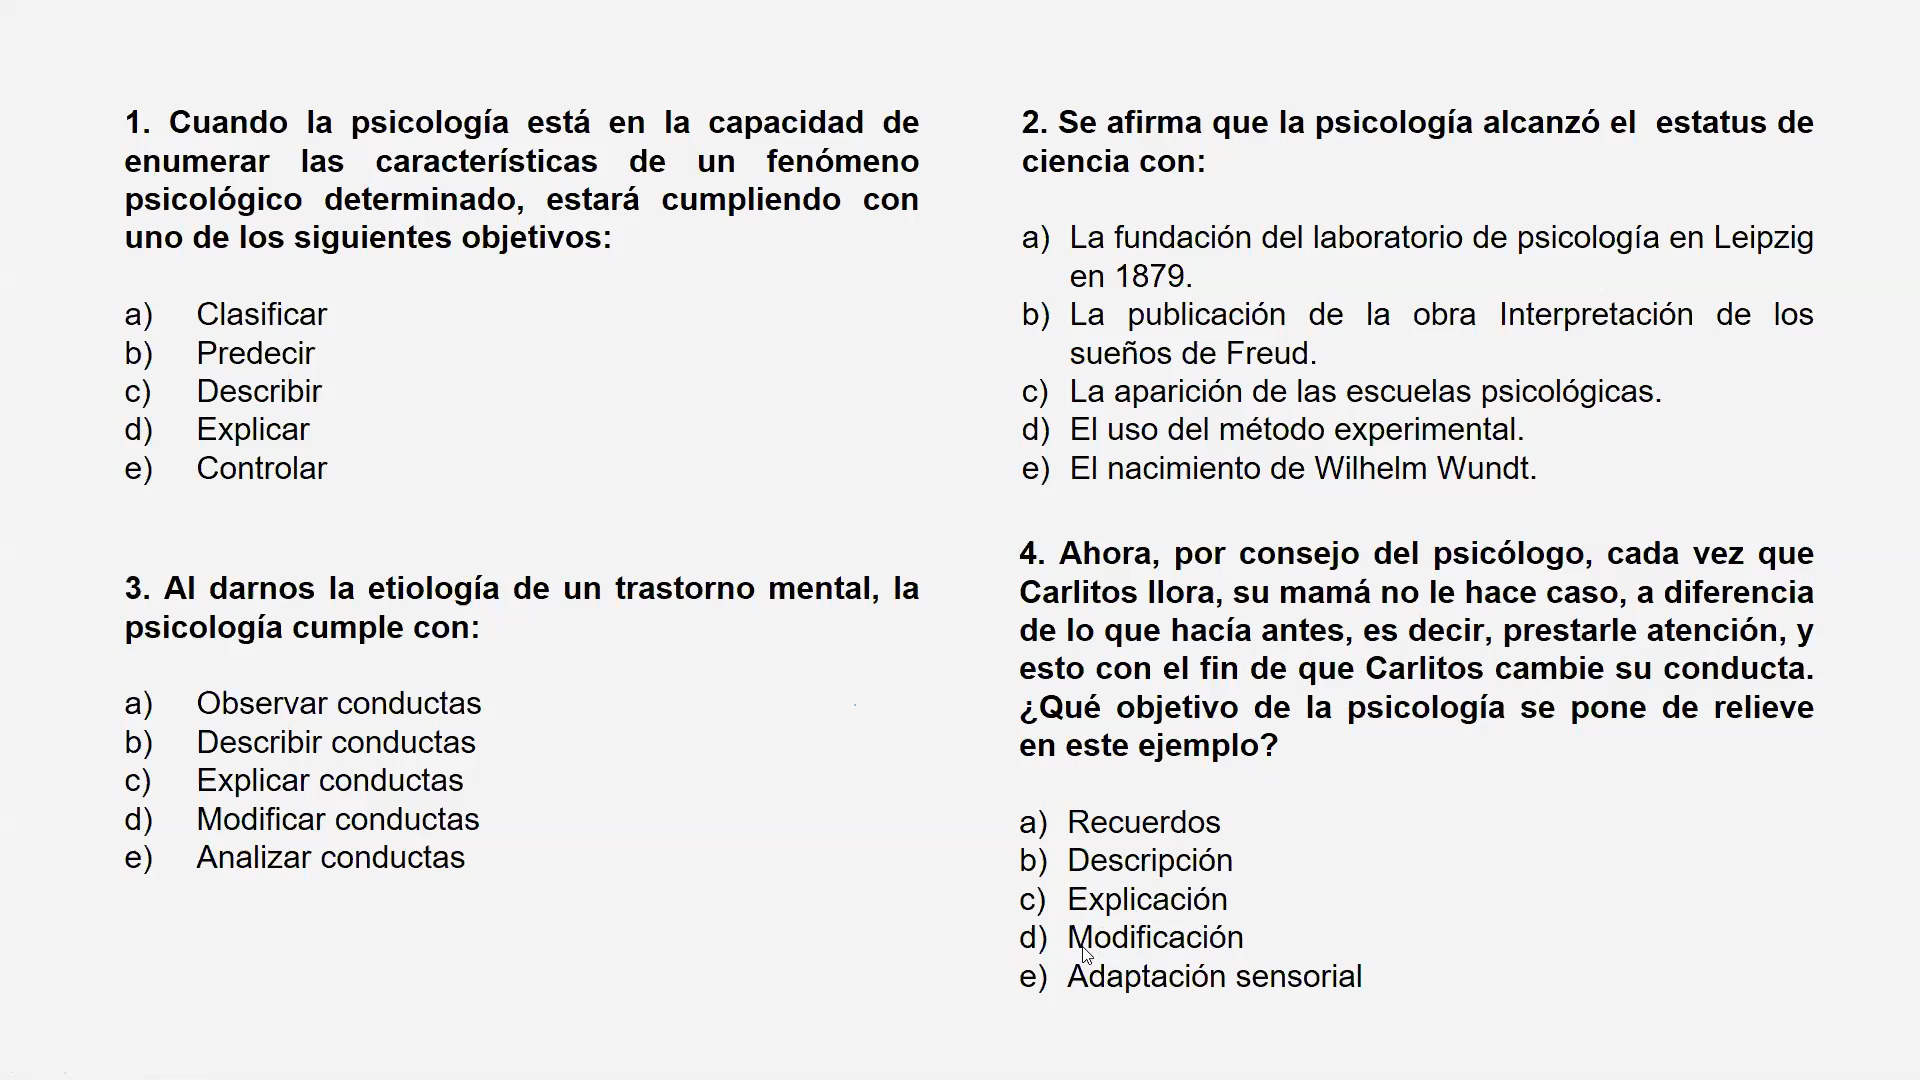 1. Cuando la psicología está en la capacidad de
enumerar las características de un fenómeno
psicológico determinado, estará cumpliendo con
uno de los siguientes objetivos:
a) Clasificar
b) Predecir
c) Describir
d) Explicar
e) Controlar
2. Se afirma que la psicología alcanzó el estatus de
ciencia con:
a) La fundación del laboratorio de psicología en Leipzig
en 1879.
b) La publicación de la obra Interpretación de los
sueños de Freud.
c) La aparición de las escuelas psicológicas.
d) El uso del método experimental.
e) El nacimiento de Wilhelm Wundt.
3. Al darnos la etiología de un trastorno mental, la
psicología cumple con:
a) Observar conductas
b) Describir conductas
c) Explicar conductas
d) Modificar conductas
e) Analizar conductas
4. Ahora, por consejo del psicólogo, cada vez que
Carlitos llora, su mamá no le hace caso, a diferencia
de lo que hacía antes, es decir, prestarle atención, y
esto con el fin de que Carlitos cambie su conducta.
¿Qué objetivo de la psicología se pone de relieve
en este ejemplo?
a) Recuerdos
b) Descripción
c) Explicación
d) Modificación
e) Adaptación sensorial